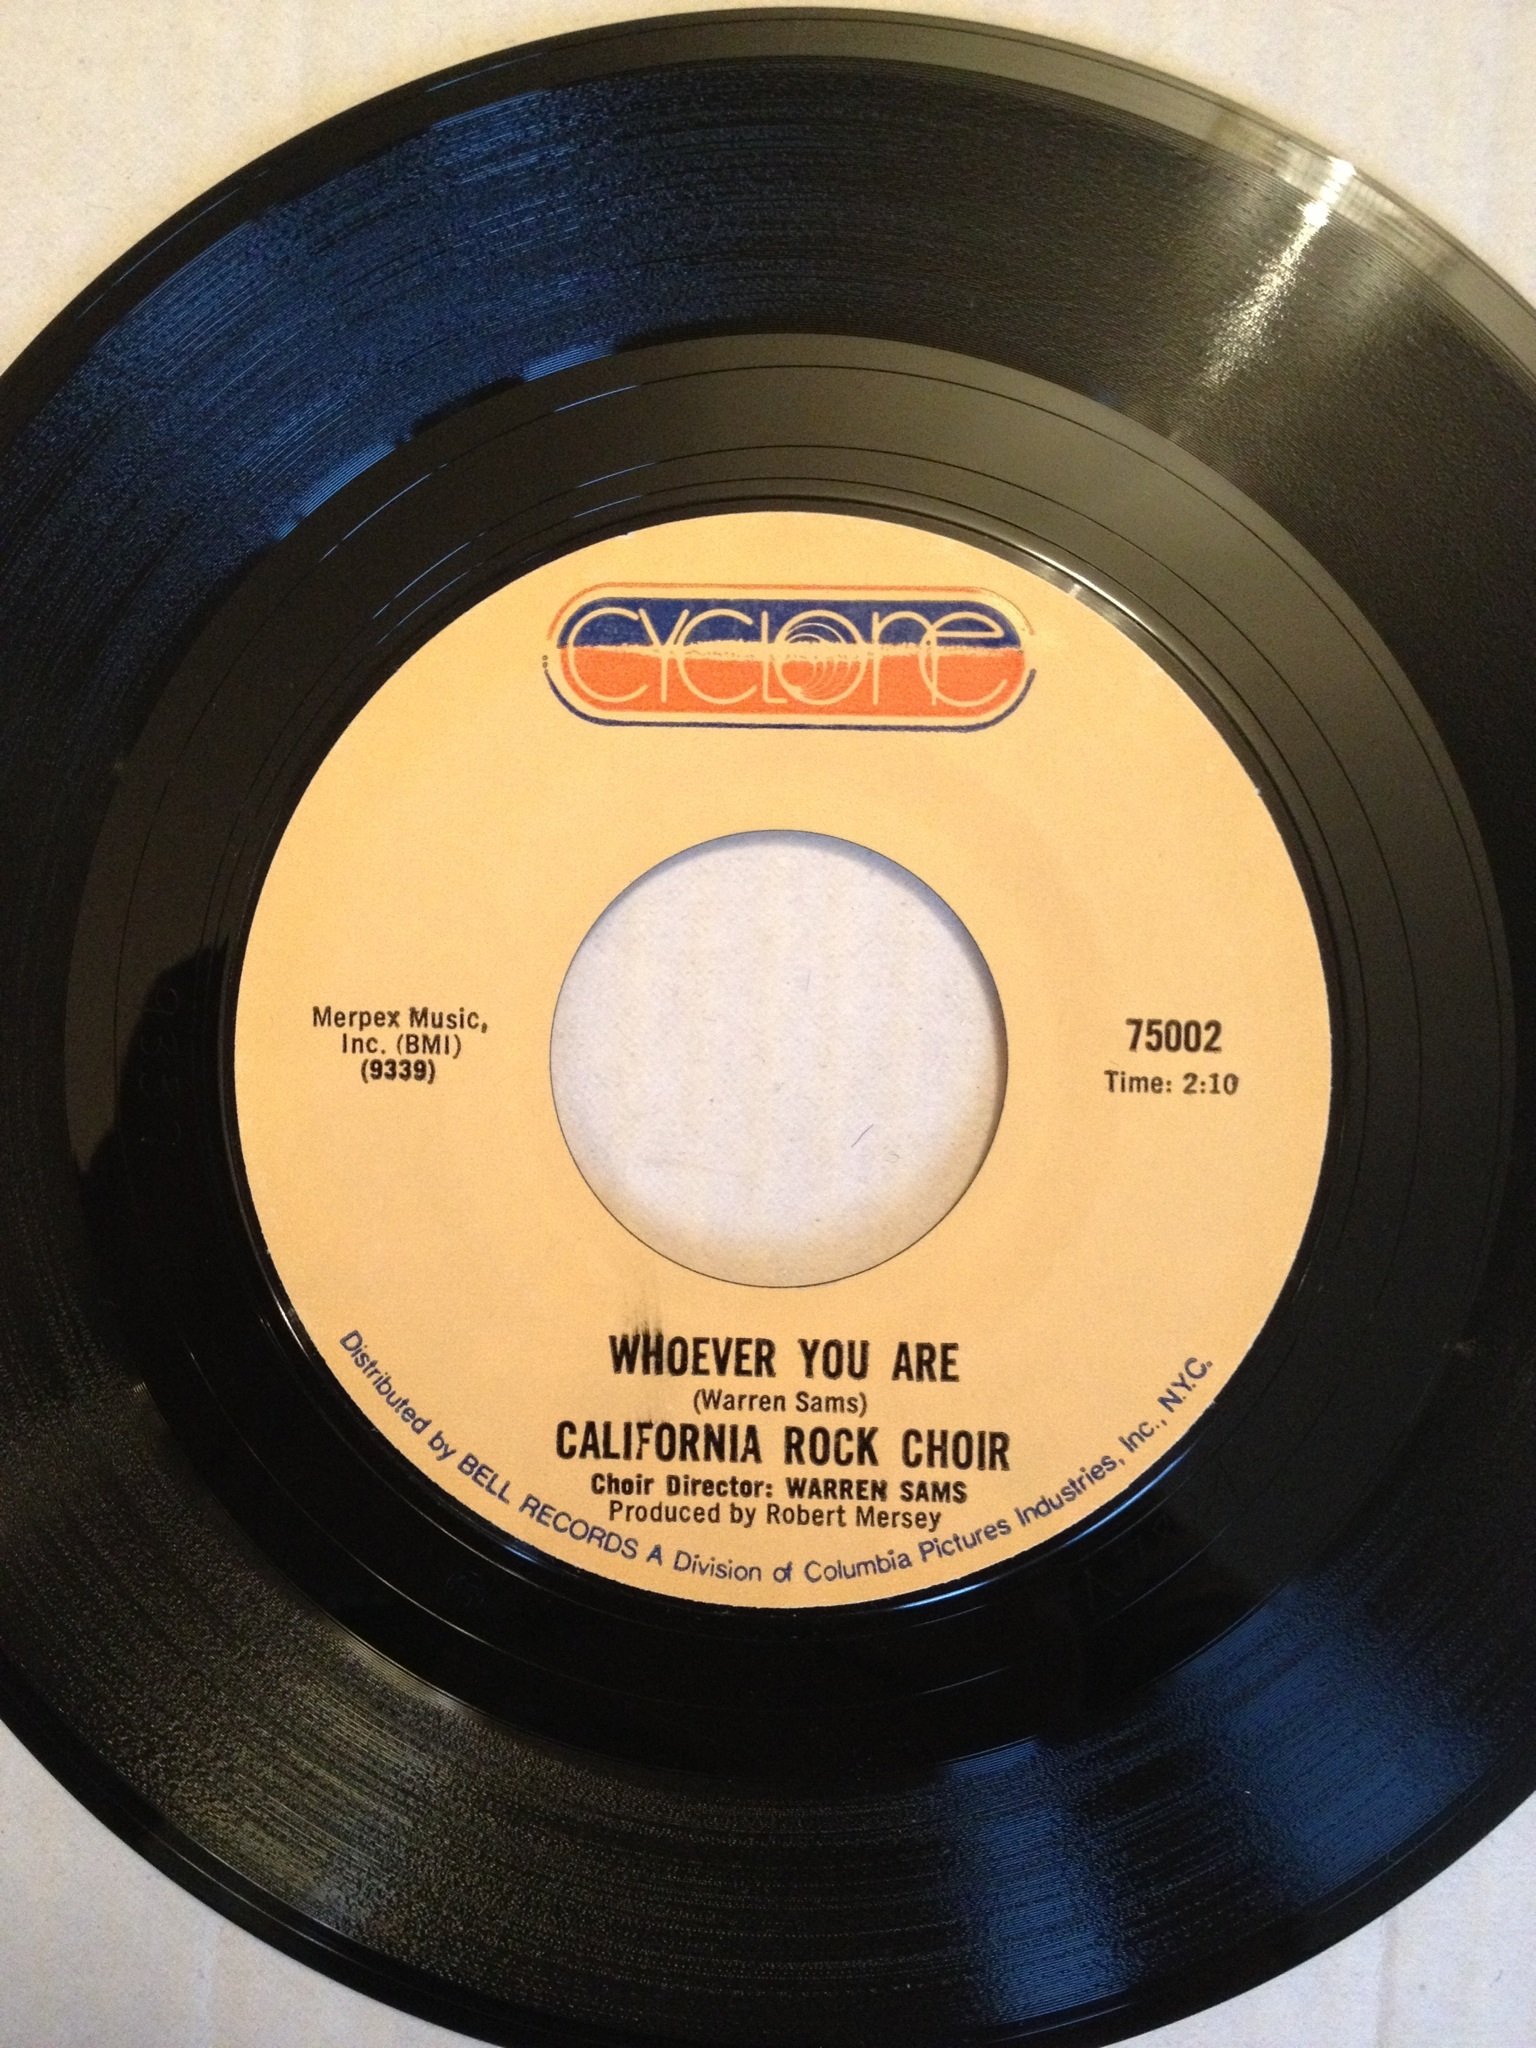 CYCLONE
Merpex Music,
Inc. (BMI)
(9339)
75002
Time: 2:10
WHOEVER YOU ARE
(Warren Sams)
CALIFORNIA ROCK CHOIR
Choir Director: WARREN SAMS
Produced by Robert Mersey
Distributed by BELL RECORDS A Division of Columbia Pictures Industries, Inc., N.Y.C.